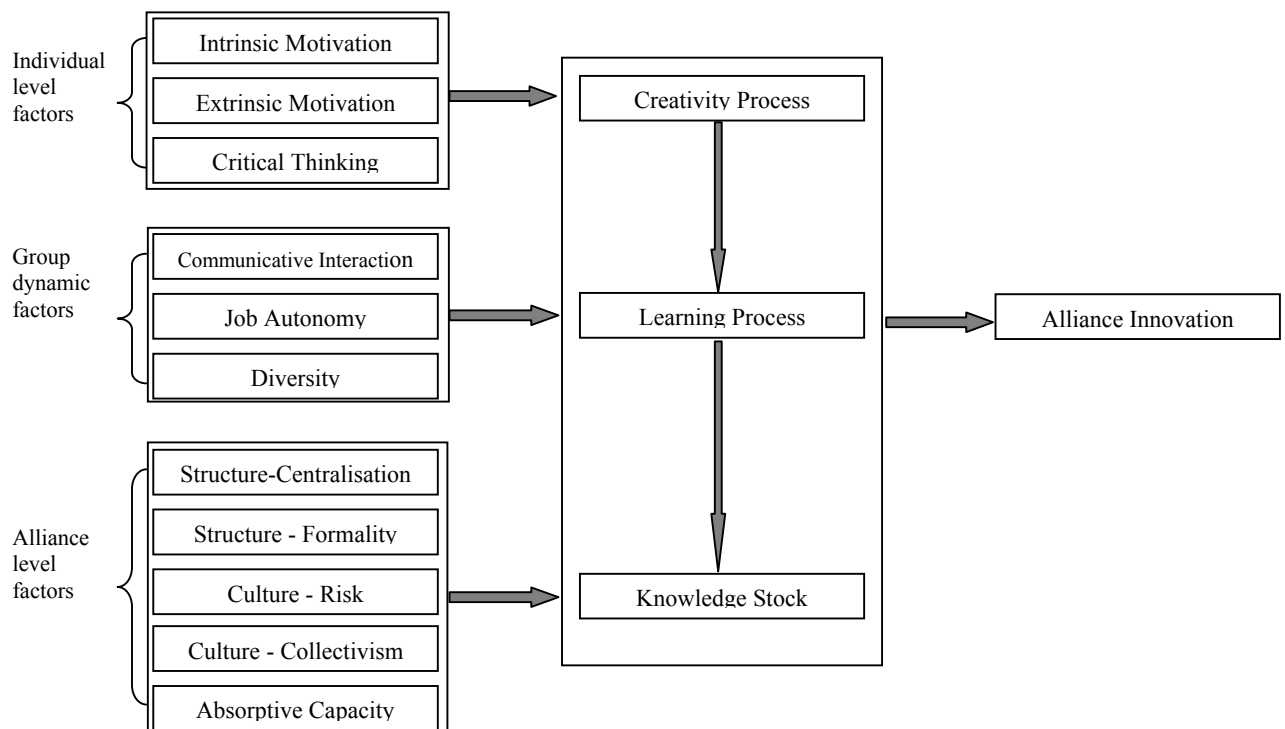 Individual
level
factors
Intrinsic Motivation
Extrinsic Motivation
Critical Thinking
Group
dynamic
factors
Communicative Interaction
Job Autonomy
Diversity
Alliance
level
factors
Structure-Centralisation
Structure - Formality
Culture - Risk
Culture - Collectivism
Absorptive Capacity
Creativity Process
Learning Process
Knowledge Stock
Alliance Innovation